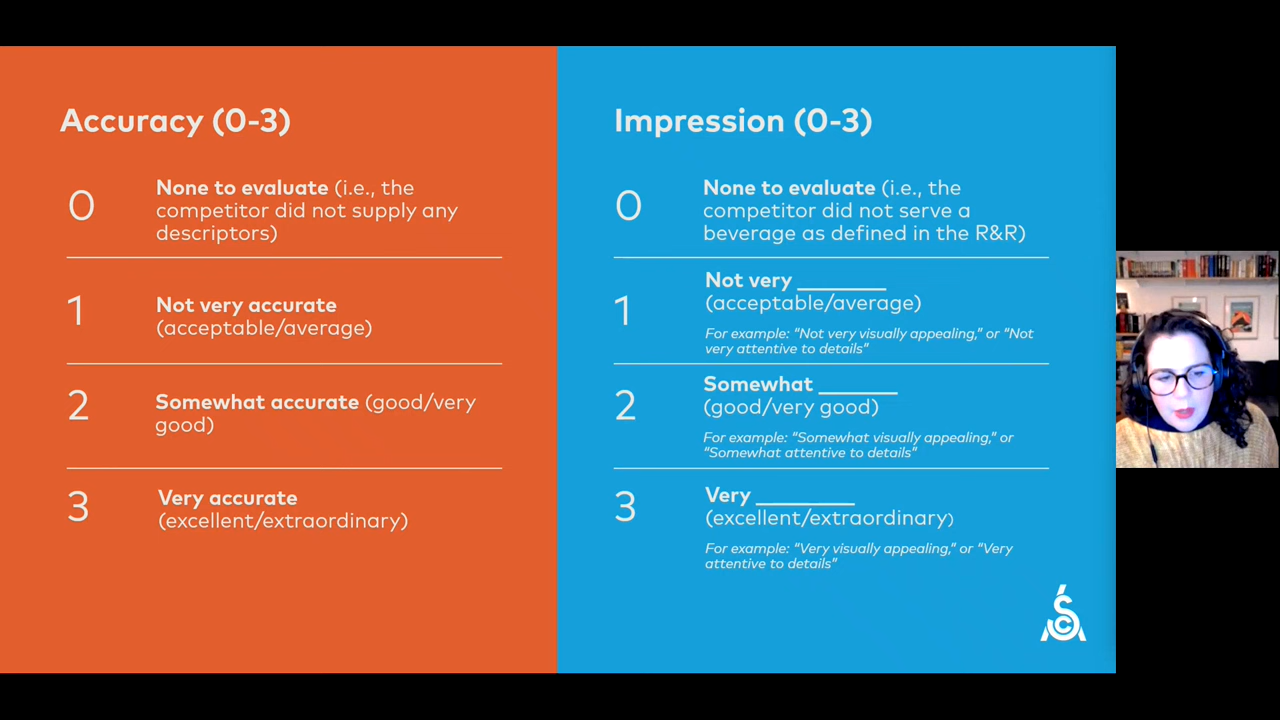 Accuracy (0-3)
0
None to evaluate (i.e., the
competitor did not supply any
descriptors)
1
Not very accurate
(acceptable/average)
2
Somewhat accurate (good/very
good)
3
Very accurate
(excellent/extraordinary)
Impression (0-3)
0
None to evaluate (i.e., the
competitor did not serve a
beverage as defined in the R&R)
1
Not very ________
(acceptable/average)
For example: “Not very visually appealing,” or “Not
very attentive to details”
2
Somewhat _______
(good/very good)
For example: “Somewhat visually appealing,” or
“Somewhat attentive to details”
3
Very ________
(excellent/extraordinary)
For example: “Very visually appealing,” or “Very
attentive to details”
SCA